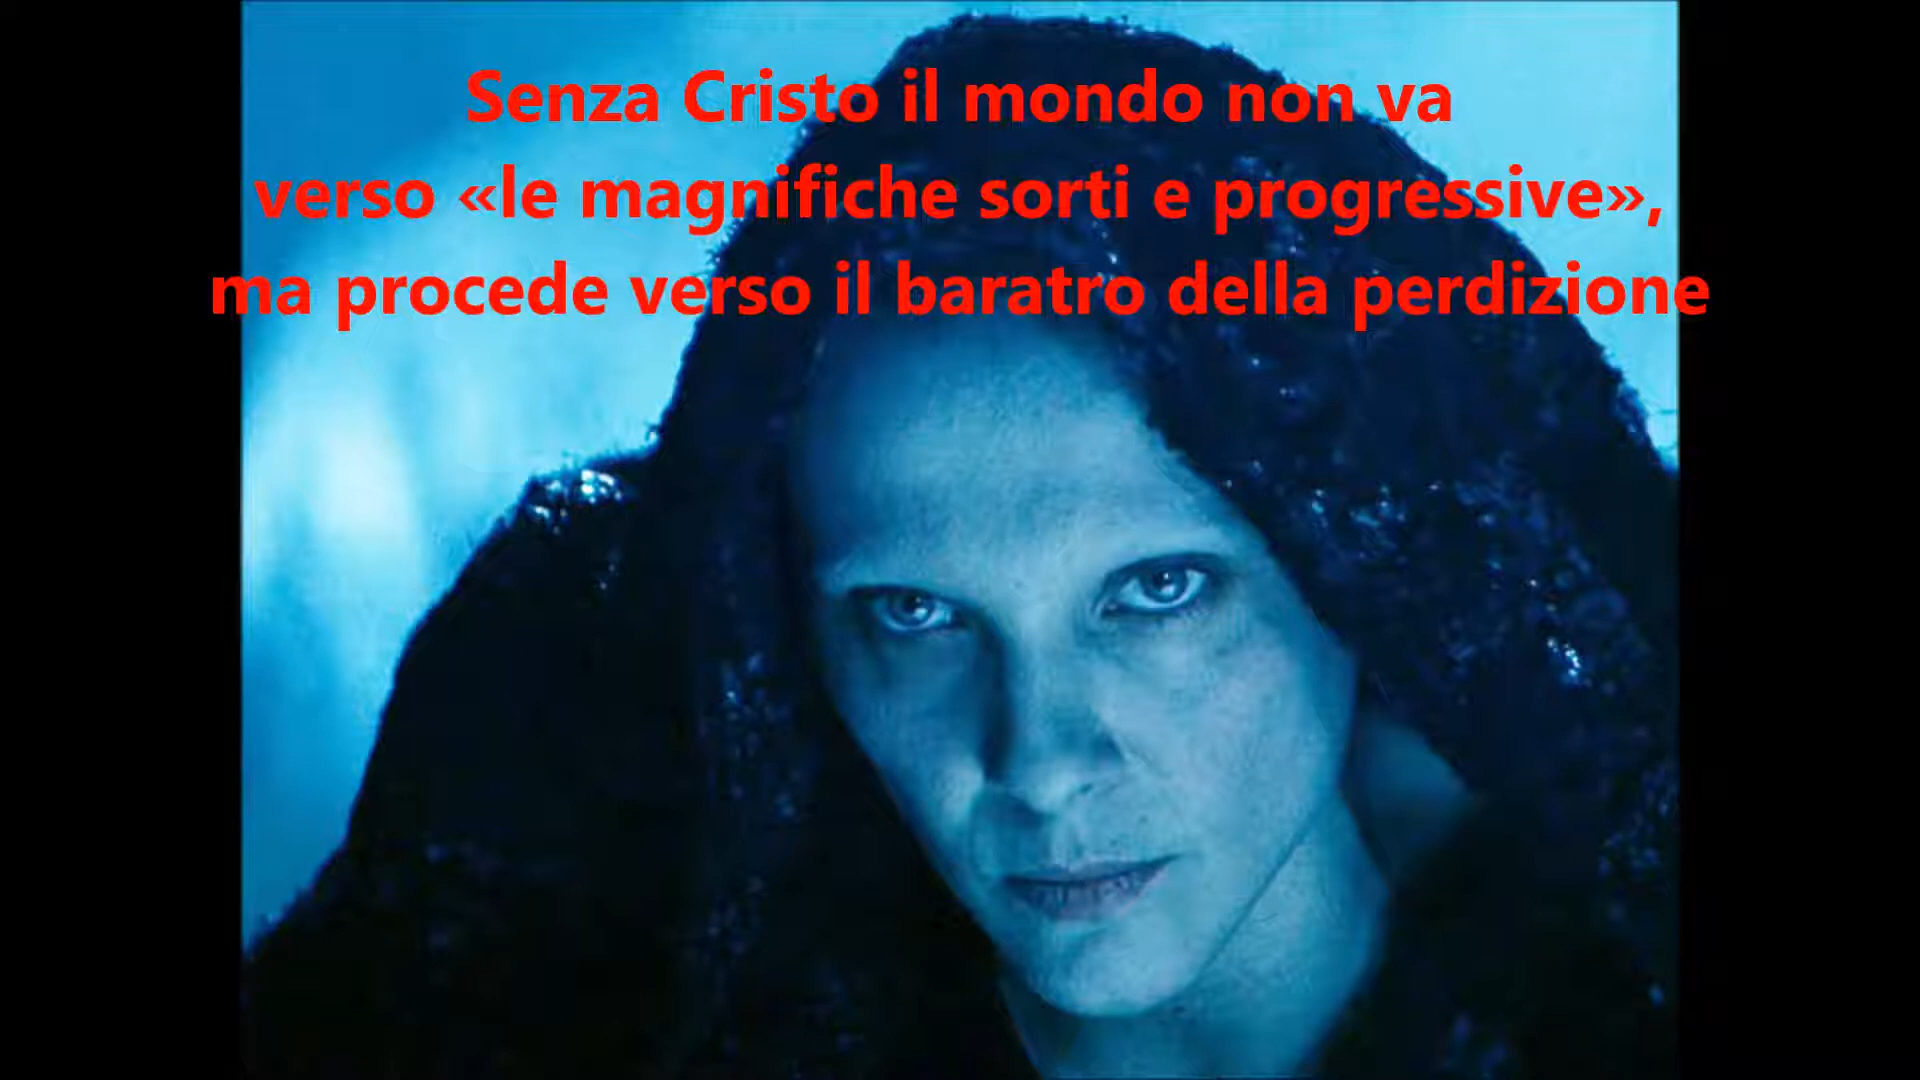 Senza Cristo il mondo non va
verso «le magnifiche sorti e progressive»,
ma procede verso il baratro della perdizione